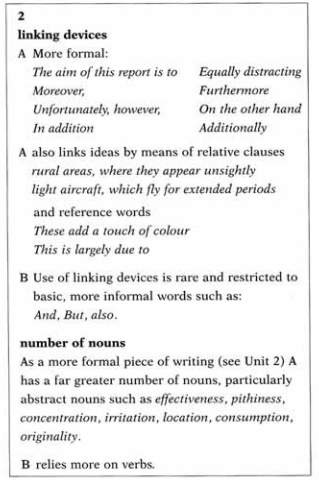 2
linking devices
A More formal:
The aim of this report is to Equally distracting
Moreover, Furthermore
Unfortunately, however, On the other hand
In addition Additionally
A also links ideas by means of relative clauses
rural areas, where they appear unsightly
light aircraft, which fly for extended periods
and reference words
These add a touch of colour
This is largely due to
B Use of linking devices is rare and restricted to
basic, more informal words such as:
And, But, also.
number of nouns
As a more formal piece of writing (see Unit 2) A
has a far greater number of nouns, particularly
abstract nouns such as effectiveness, pithiness,
concentration, irritation, location, consumption,
originality.
B relies more on verbs.